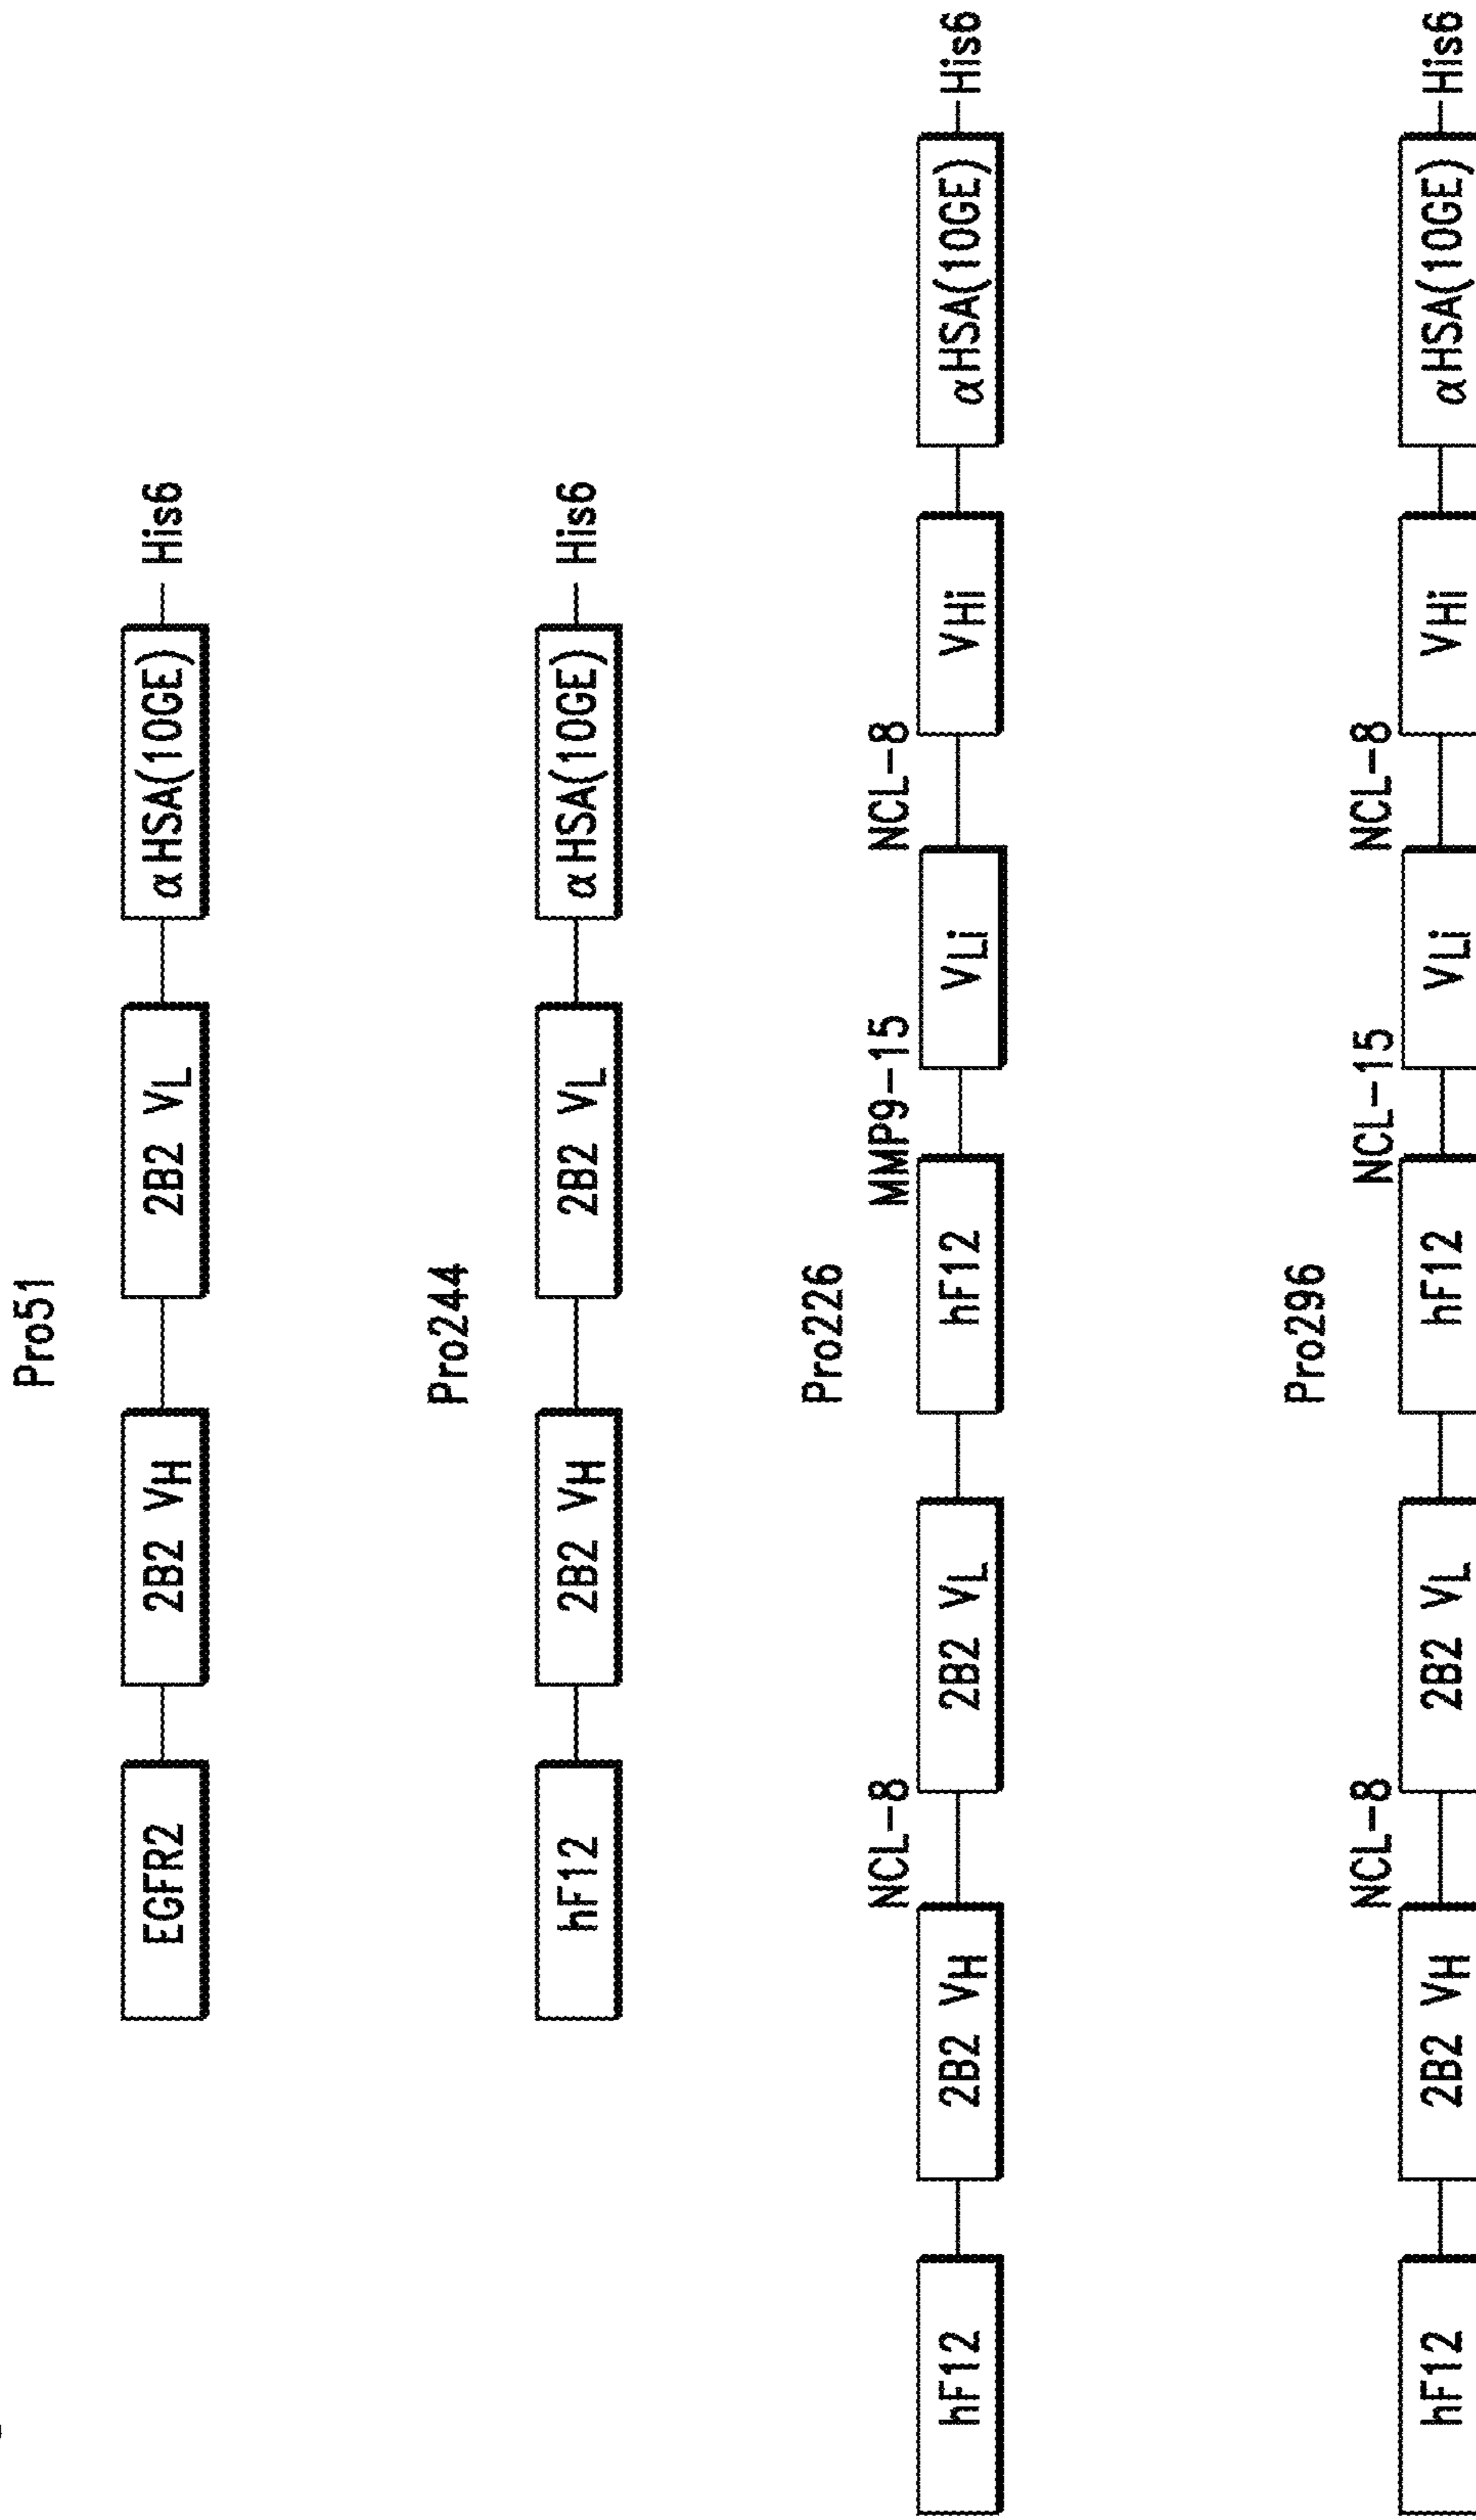 Pro51
EGFR2 2B2 VH 2B2 VL αHSA(10GE) His6
Pro244
hF12 2B2 VH 2B2 VL αHSA(10GE) His6
Pro226
NCL-8 MMP9-15 NCL-8
hF12 2B2 VH 2B2 VL hF12 VLi VHi αHSA(10GE) His6
Pro296
NCL-8 NCL-15 NCL-8
hF12 2B2 VH 2B2 VL hF12 VLi VHi αHSA(10GE) His6